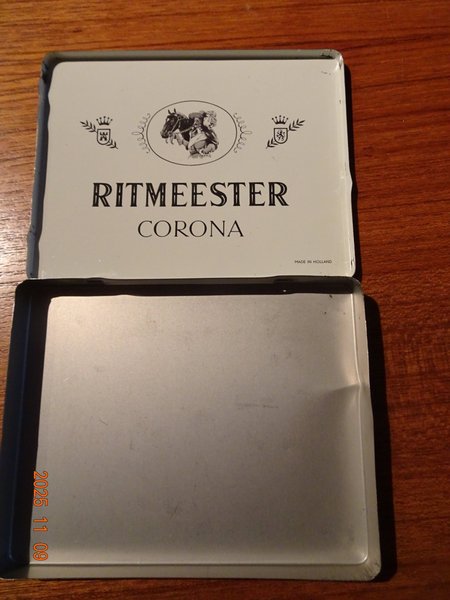 RITMEESTER
CORONA
MADE IN HOLLAND
2025 11 09